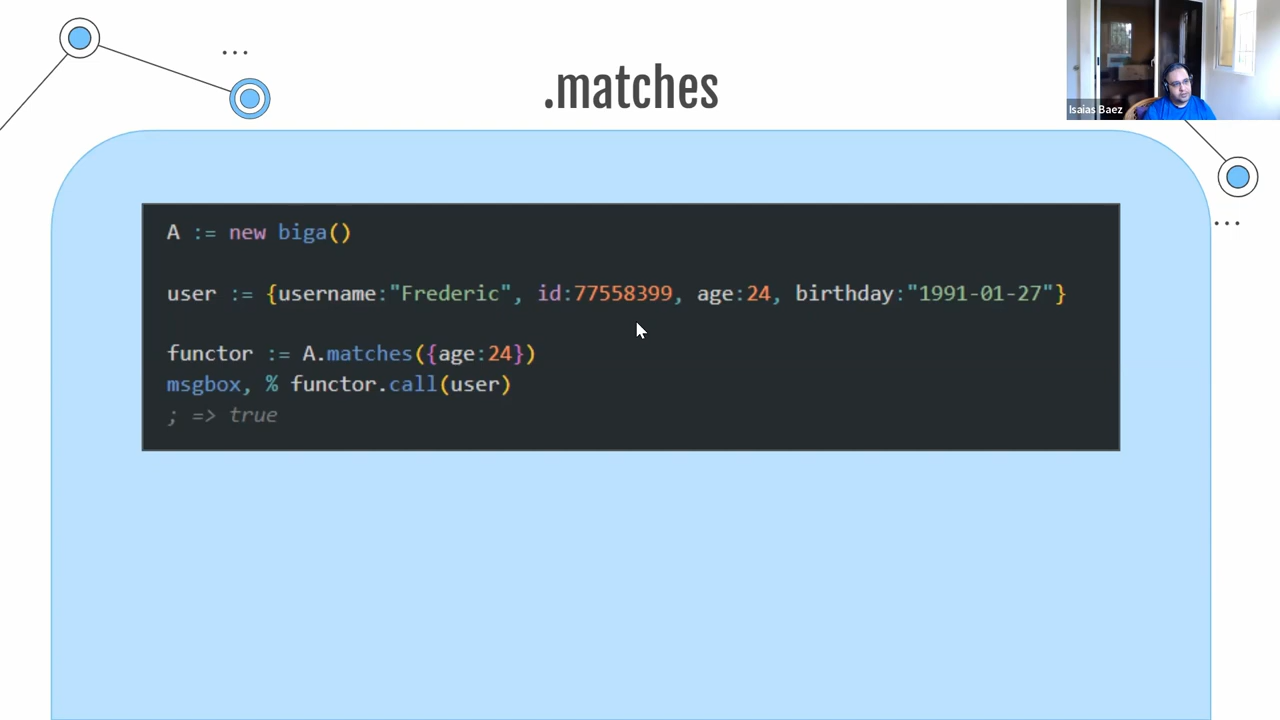 .matches
Isaias Baez
A := new biga()
user := {username:"Frederic", id:77558399, age:24, birthday:"1991-01-27"}
functor := A.matches({age:24})
msgbox, % functor.call(user)
; => true